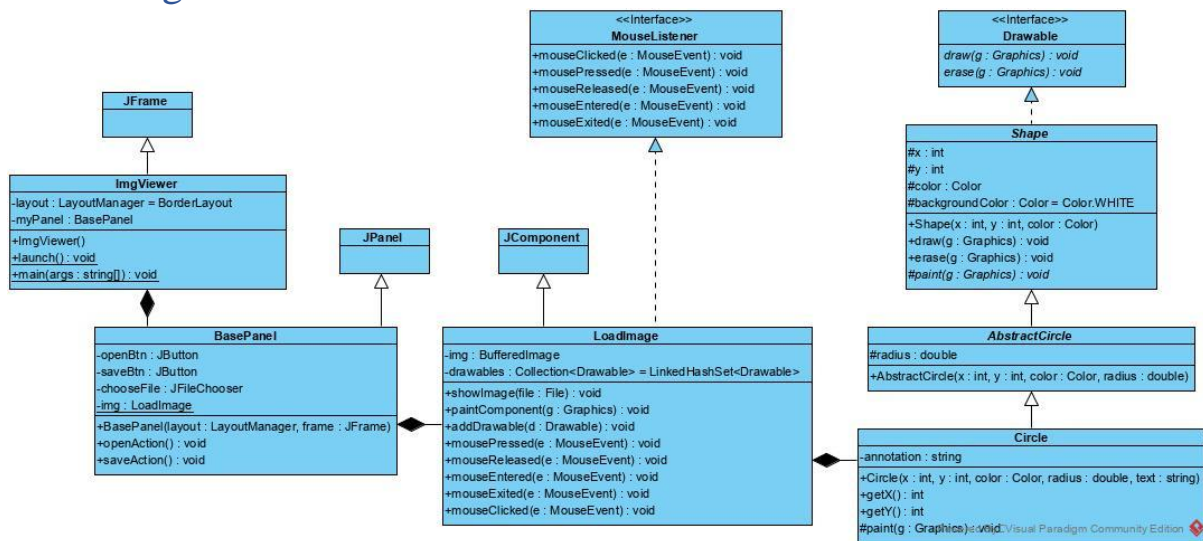 <<Interface>>
MouseListener
+mouseClicked(e : MouseEvent) : void
+mousePressed(e : MouseEvent) : void
+mouseReleased(e : MouseEvent) : void
+mouseEntered(e : MouseEvent) : void
+mouseExited(e : MouseEvent) : void
<<Interface>>
Drawable
draw(g : Graphics) : void
erase(g : Graphics) : void
JFrame
Shape
#x : int
#y : int
#color : Color
#backgroundColor : Color = Color.WHITE
+Shape(x : int, y : int, color : Color)
+draw(g : Graphics) : void
+erase(g : Graphics) : void
#paint(g : Graphics) : void
ImgViewer
-layout : LayoutManager = BorderLayout
-myPanel : BasePanel
+ImgViewer()
+launch() : void
+main(args : string[]) : void
JPanel
JComponent
BasePanel
-openBtn : JButton
-saveBtn : JButton
-chooseFile : JFileChooser
-img : LoadImage
+BasePanel(layout : LayoutManager, frame : JFrame)
+openAction() : void
+saveAction() : void
LoadImage
-img : BufferedImage
-drawables : Collection<Drawable> = LinkedHashSet<Drawable>
+showImage(file : File) : void
+paintComponent(g : Graphics) : void
+addDrawable(d : Drawable) : void
+mousePressed(e : MouseEvent) : void
+mouseReleased(e : MouseEvent) : void
+mouseEntered(e : MouseEvent) : void
+mouseExited(e : MouseEvent) : void
+mouseClicked(e : MouseEvent) : void
AbstractCircle
#radius : double
+AbstractCircle(x : int, y : int, color : Color, radius : double)
Circle
-annotation : string
+Circle(x : int, y : int, color : Color, radius : double, text : string)
+getX() : int
+getY() : int
#paint(g : Graphics) : void
Visual Paradigm Community Edition